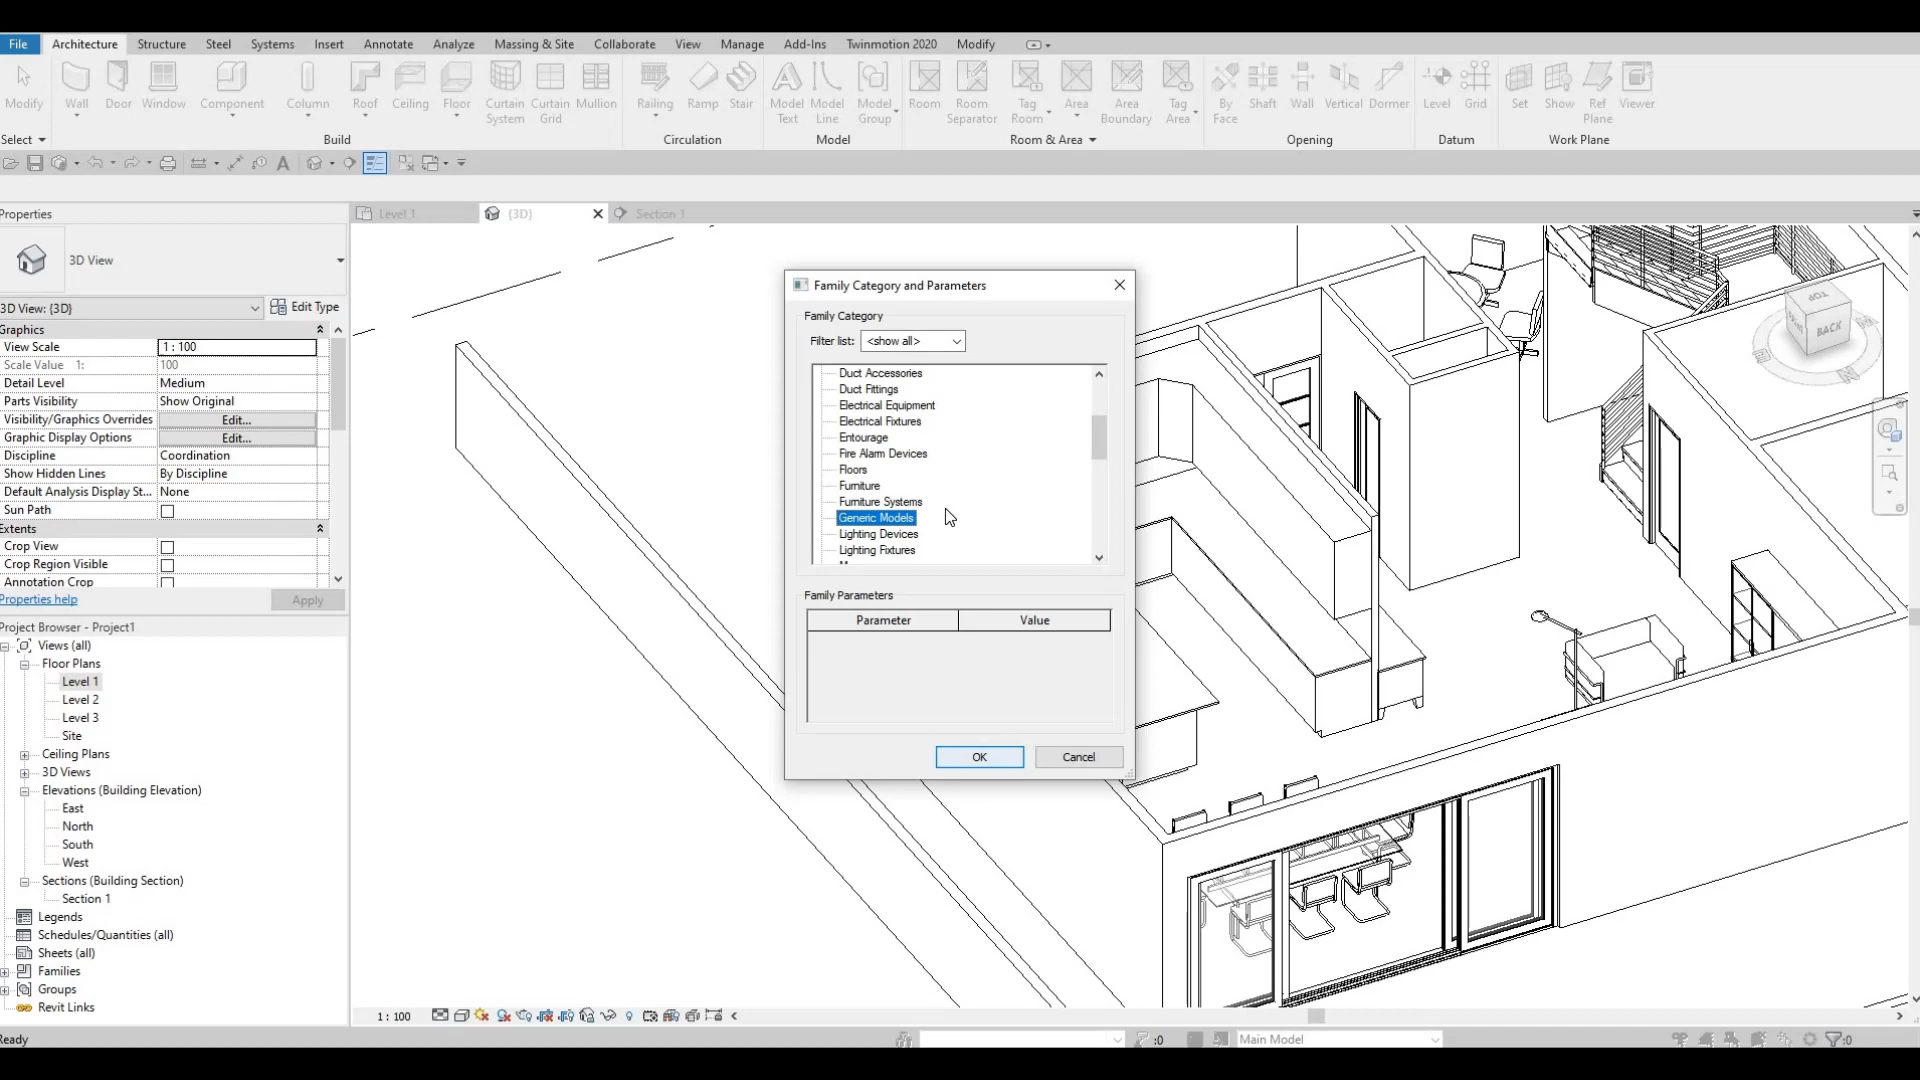 File Architecture Structure Steel Systems Insert Annotate Analyze Massing & Site Collaborate View Manage Add-Ins Twinmotion 2020 Modify
Modify Wall Door Window Component Column Roof Ceiling Floor Curtain System Curtain Grid Mullion Railing Ramp Stair Model Text Model Line Model Group Room Room Separator Tag Room Area Area Boundary Tag Area By Face Shaft Wall Vertical Dormer Level Grid Set Show Ref Plane Viewer
Select Build Circulation Model Room & Area Opening Datum Work Plane
Properties
Level 1 {3D} Section 1
3D View
3D View: {3D} Edit Type
Graphics
View Scale 1 : 100
Scale Value 1: 100
Detail Level Medium
Parts Visibility Show Original
Visibility/Graphics Overrides Edit...
Graphic Display Options Edit...
Discipline Coordination
Show Hidden Lines By Discipline
Default Analysis Display St... None
Sun Path
Extents
Crop View
Crop Region Visible
Annotation Crop
Properties help Apply
Project Browser - Project1
Views (all)
Floor Plans
Level 1
Level 2
Level 3
Site
Ceiling Plans
3D Views
Elevations (Building Elevation)
East
North
South
West
Sections (Building Section)
Section 1
Legends
Schedules/Quantities (all)
Sheets (all)
Families
Groups
Revit Links
Family Category and Parameters
Family Category
Filter list: <show all>
Duct Accessories
Duct Fittings
Electrical Equipment
Electrical Fixtures
Entourage
Fire Alarm Devices
Floors
Furniture
Furniture Systems
Generic Models
Lighting Devices
Lighting Fixtures
Family Parameters
Parameter Value
OK Cancel
TOP
BACK
1 : 100
Ready :0 Main Model :0